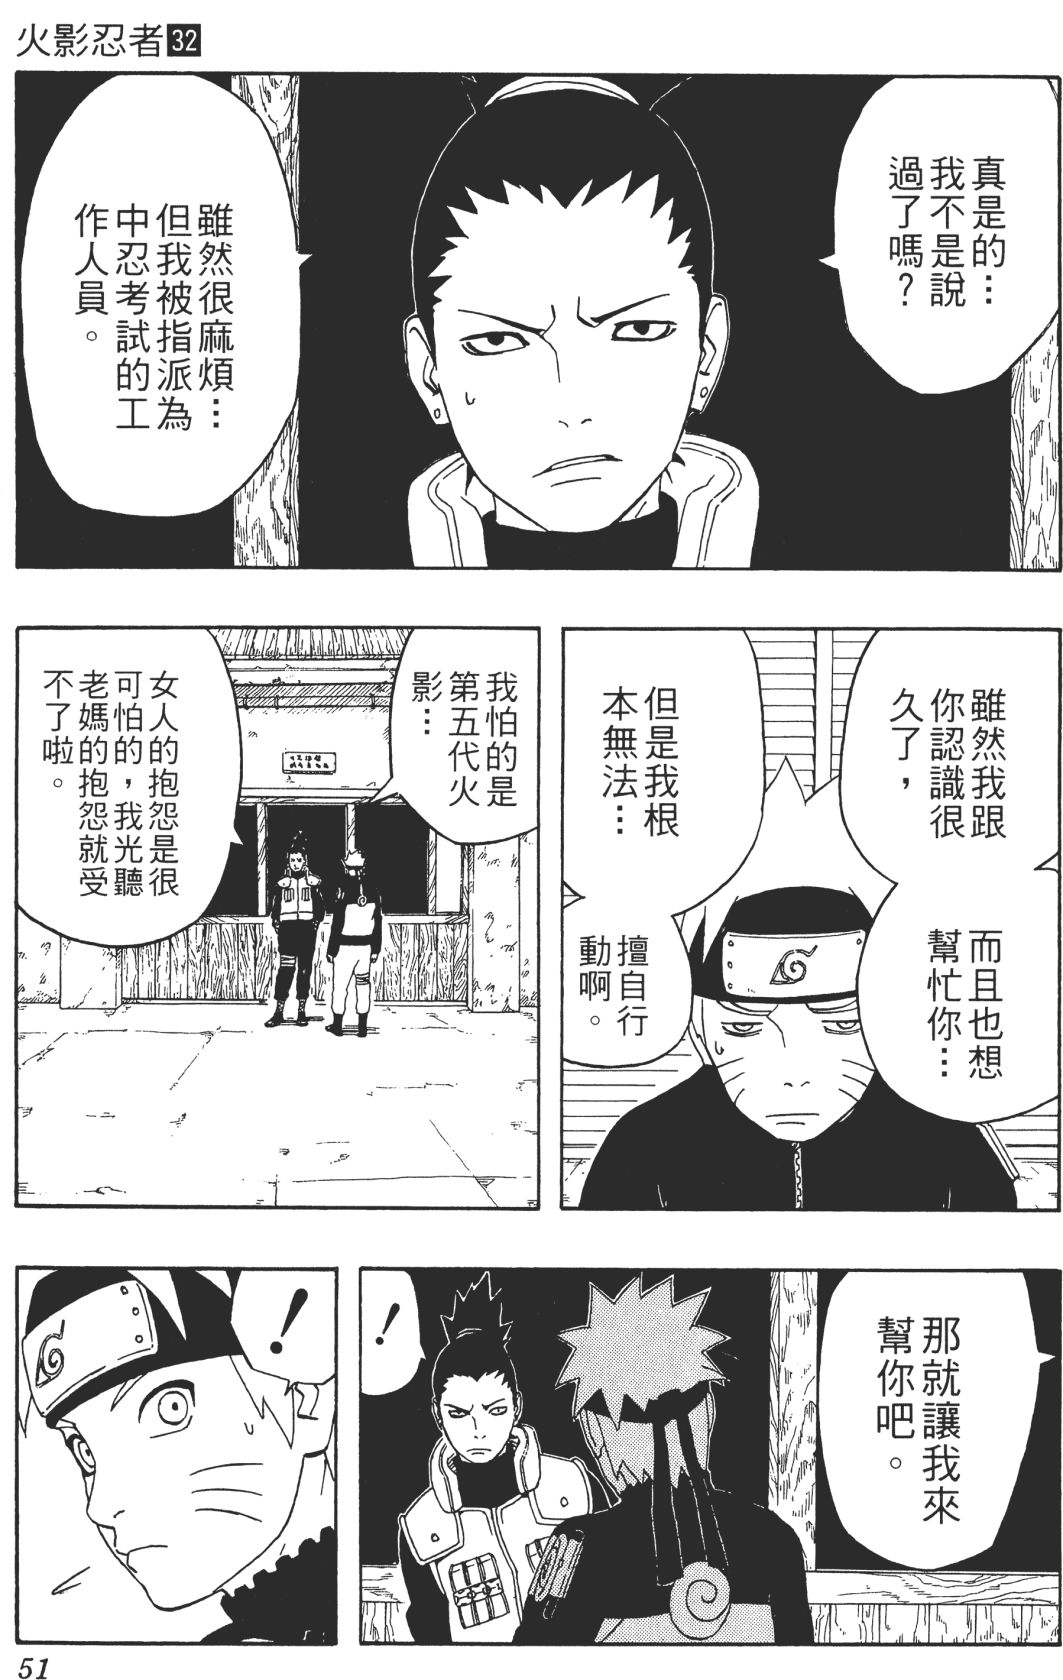 火影忍者32
真是的…
我不是說
過了嗎？
雖然很麻煩…
但我被指派為
中忍考試的工
作人員。
雖然我跟
你認識很
久了，
而且也想
幫忙你…
但是我根
本無法…
擅自行
動啊。
我怕的是
第五代火
影…
女人的抱怨是很
可怕的，我光聽
老媽的抱怨就受
不了啦。
那就讓我來
幫你吧。
！
！
51